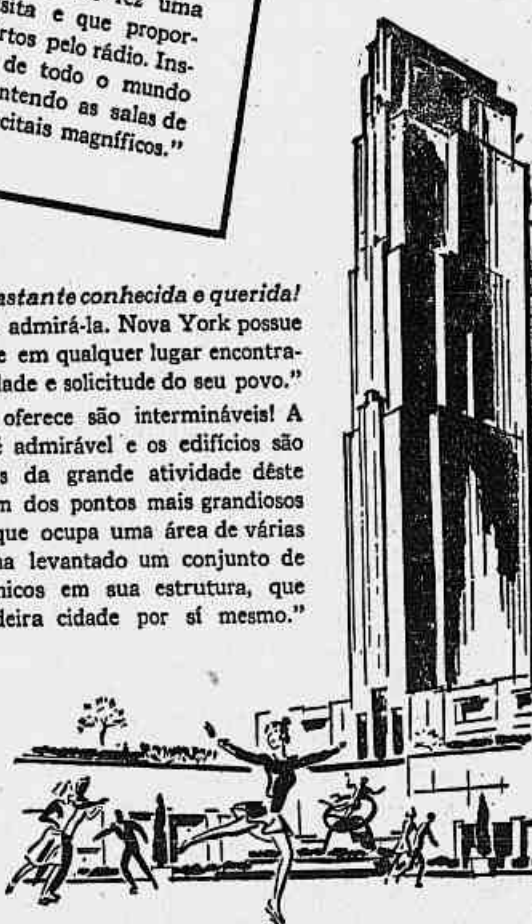 fez uma
sita e que propor-
rtos pelo rádio. Ins-
de todo o mundo
ntendo as salas de
citais magníficos."
astante conhecida e querida!
admirá-la. Nova York possue
e em qualquer lugar encontra-
dade e solicitude do seu povo."
oferece são intermináveis! A
é admirável e os edifícios são
s da grande atividade dêste
m dos pontos mais grandiosos
que ocupa uma área de várias
na levantado um conjunto de
nicos em sua estrutura, que
deira cidade por sí mesmo."